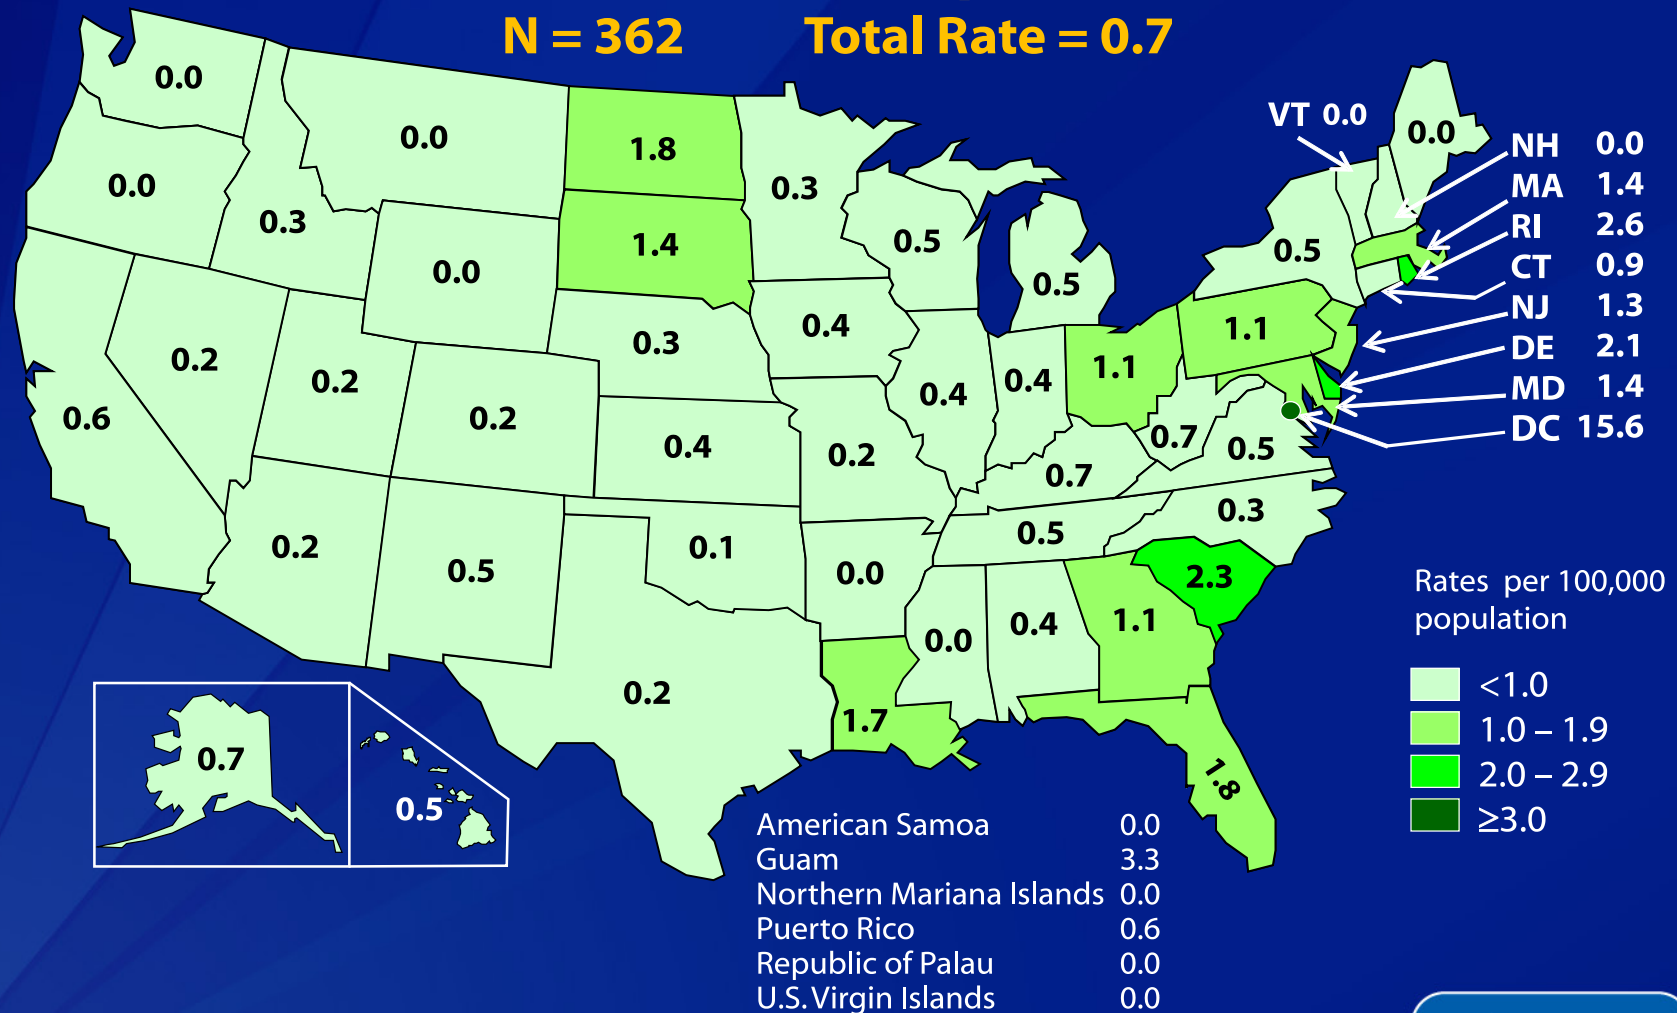 N = 362 Total Rate = 0.7
0.0
0.0
0.0
0.3
0.0
1.8
1.4
0.3
0.5
0.5
VT 0.0
0.0
NH 0.0
MA 1.4
RI 2.6
CT 0.9
NJ 1.3
DE 2.1
MD 1.4
DC 15.6
0.5
1.1
1.1
0.6
0.2
0.2
0.2
0.3
0.4
0.4
0.4
0.4
0.2
0.7
0.7
0.5
0.2
0.5
0.1
0.0
0.5
0.3
2.3
0.2
1.7
0.0
0.4
1.1
1.8
0.7
0.5
Rates per 100,000
population
<1.0
1.0 – 1.9
2.0 – 2.9
≥3.0
American Samoa 0.0
Guam 3.3
Northern Mariana Islands 0.0
Puerto Rico 0.6
Republic of Palau 0.0
U.S. Virgin Islands 0.0